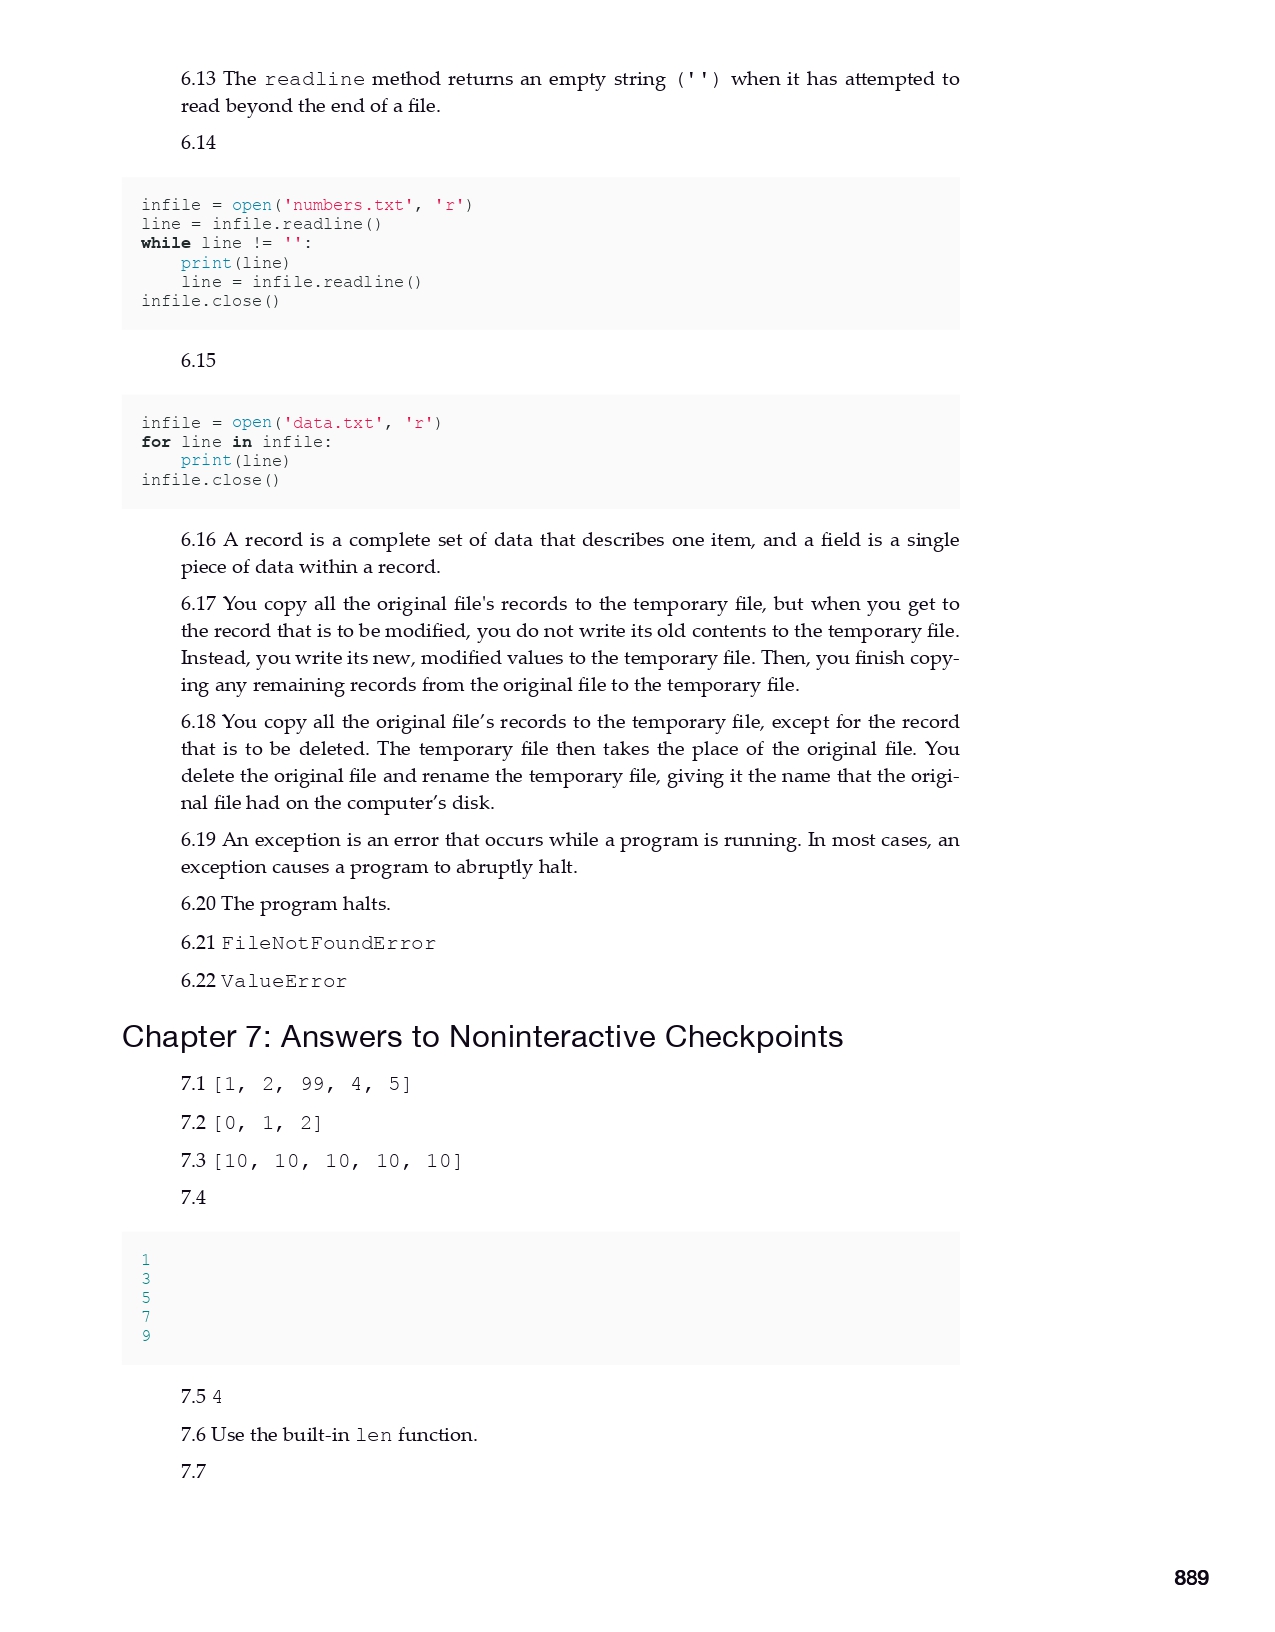 6.13 The readline method returns an empty string ('') when it has attempted to
read beyond the end of a file.
6.14
infile = open('numbers.txt', 'r')
line = infile.readline()
while line != '':
    print(line)
    line = infile.readline()
infile.close()
6.15
infile = open('data.txt', 'r')
for line in infile:
    print(line)
infile.close()
6.16 A record is a complete set of data that describes one item, and a field is a single
piece of data within a record.
6.17 You copy all the original file's records to the temporary file, but when you get to
the record that is to be modified, you do not write its old contents to the temporary file.
Instead, you write its new, modified values to the temporary file. Then, you finish copy-
ing any remaining records from the original file to the temporary file.
6.18 You copy all the original file’s records to the temporary file, except for the record
that is to be deleted. The temporary file then takes the place of the original file. You
delete the original file and rename the temporary file, giving it the name that the origi-
nal file had on the computer’s disk.
6.19 An exception is an error that occurs while a program is running. In most cases, an
exception causes a program to abruptly halt.
6.20 The program halts.
6.21 FileNotFoundError
6.22 ValueError
Chapter 7: Answers to Noninteractive Checkpoints
7.1 [1, 2, 99, 4, 5]
7.2 [0, 1, 2]
7.3 [10, 10, 10, 10, 10]
7.4
1
3
5
7
9
7.5 4
7.6 Use the built-in len function.
7.7
889